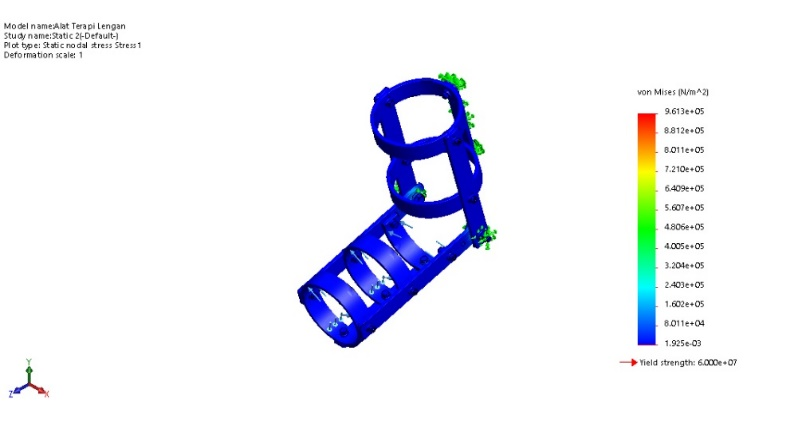 Model name:Alat Terapi Lengan
Study name:Static 2(-Default-)
Plot type: Static nodal stress Stress1
Deformation scale: 1
von Mises (N/m^2)
9.613e+05
8.812e+05
8.011e+05
7.210e+05
6.409e+05
5.607e+05
4.806e+05
4.005e+05
3.204e+05
2.403e+05
1.602e+05
8.011e+04
1.925e-03
Yield strength: 6.000e+07
Y
Z
X